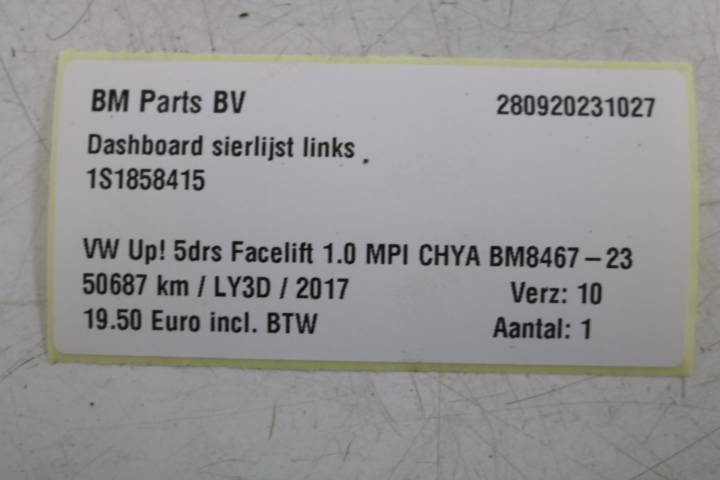 BM Parts BV 280920231027
Dashboard sierlijst links
1S1858415
VW Up! 5drs Facelift 1.0 MPI CHYA BM8467-23
50687 km / LY3D / 2017 Verz: 10
19.50 Euro incl. BTW Aantal: 1